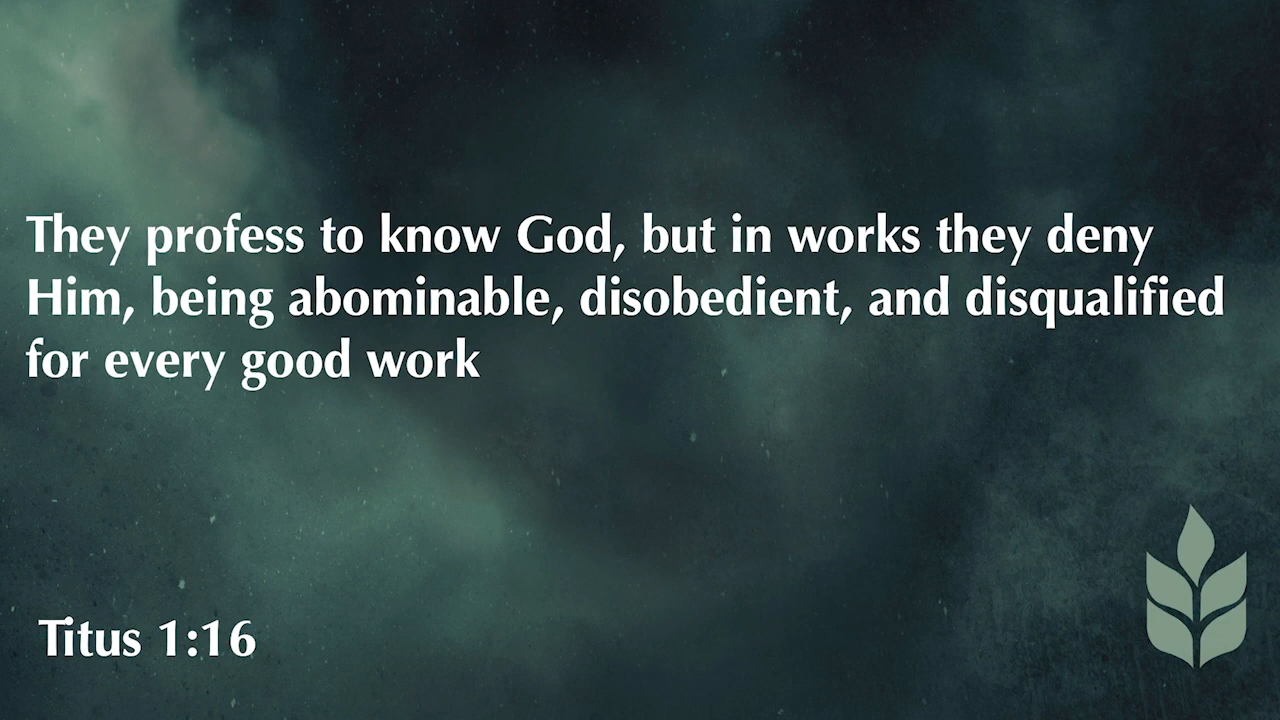 They profess to know God, but in works they deny
Him, being abominable, disobedient, and disqualified
for every good work
Titus 1:16